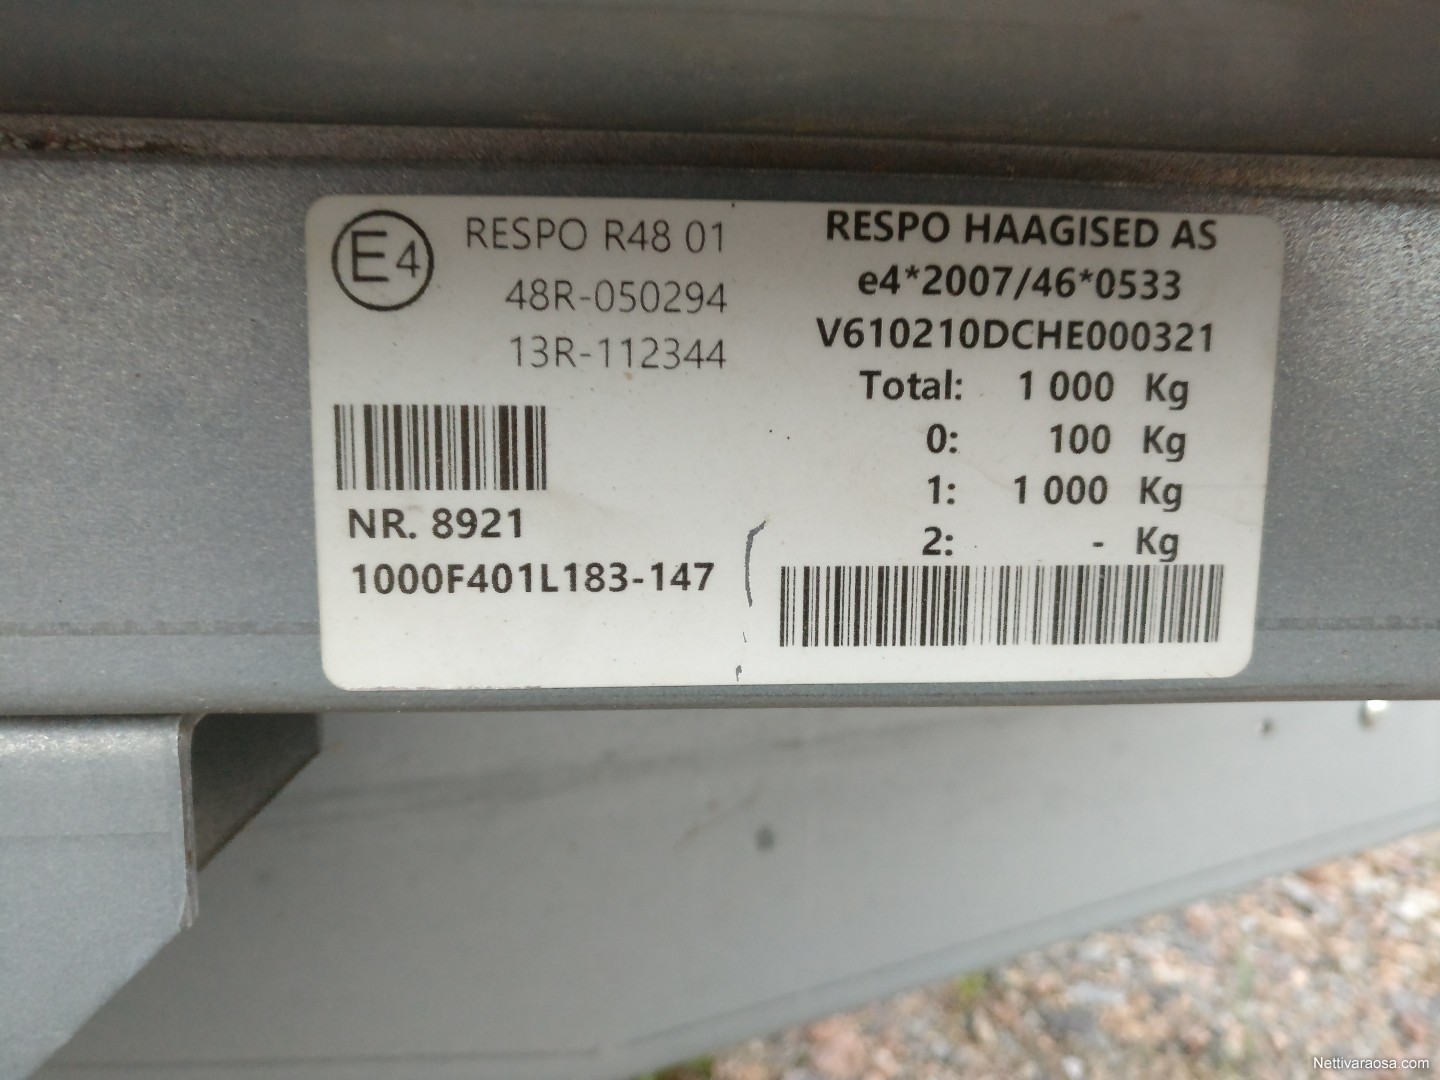 E4
RESPO R48 01
48R-050294
13R-112344
NR. 8921
1000F401L183-147
RESPO HAAGISED AS
e4*2007/46*0533
V610210DCHE000321
Total: 1 000 Kg
0: 100 Kg
1: 1 000 Kg
2: - Kg
Nettivaraosa.com